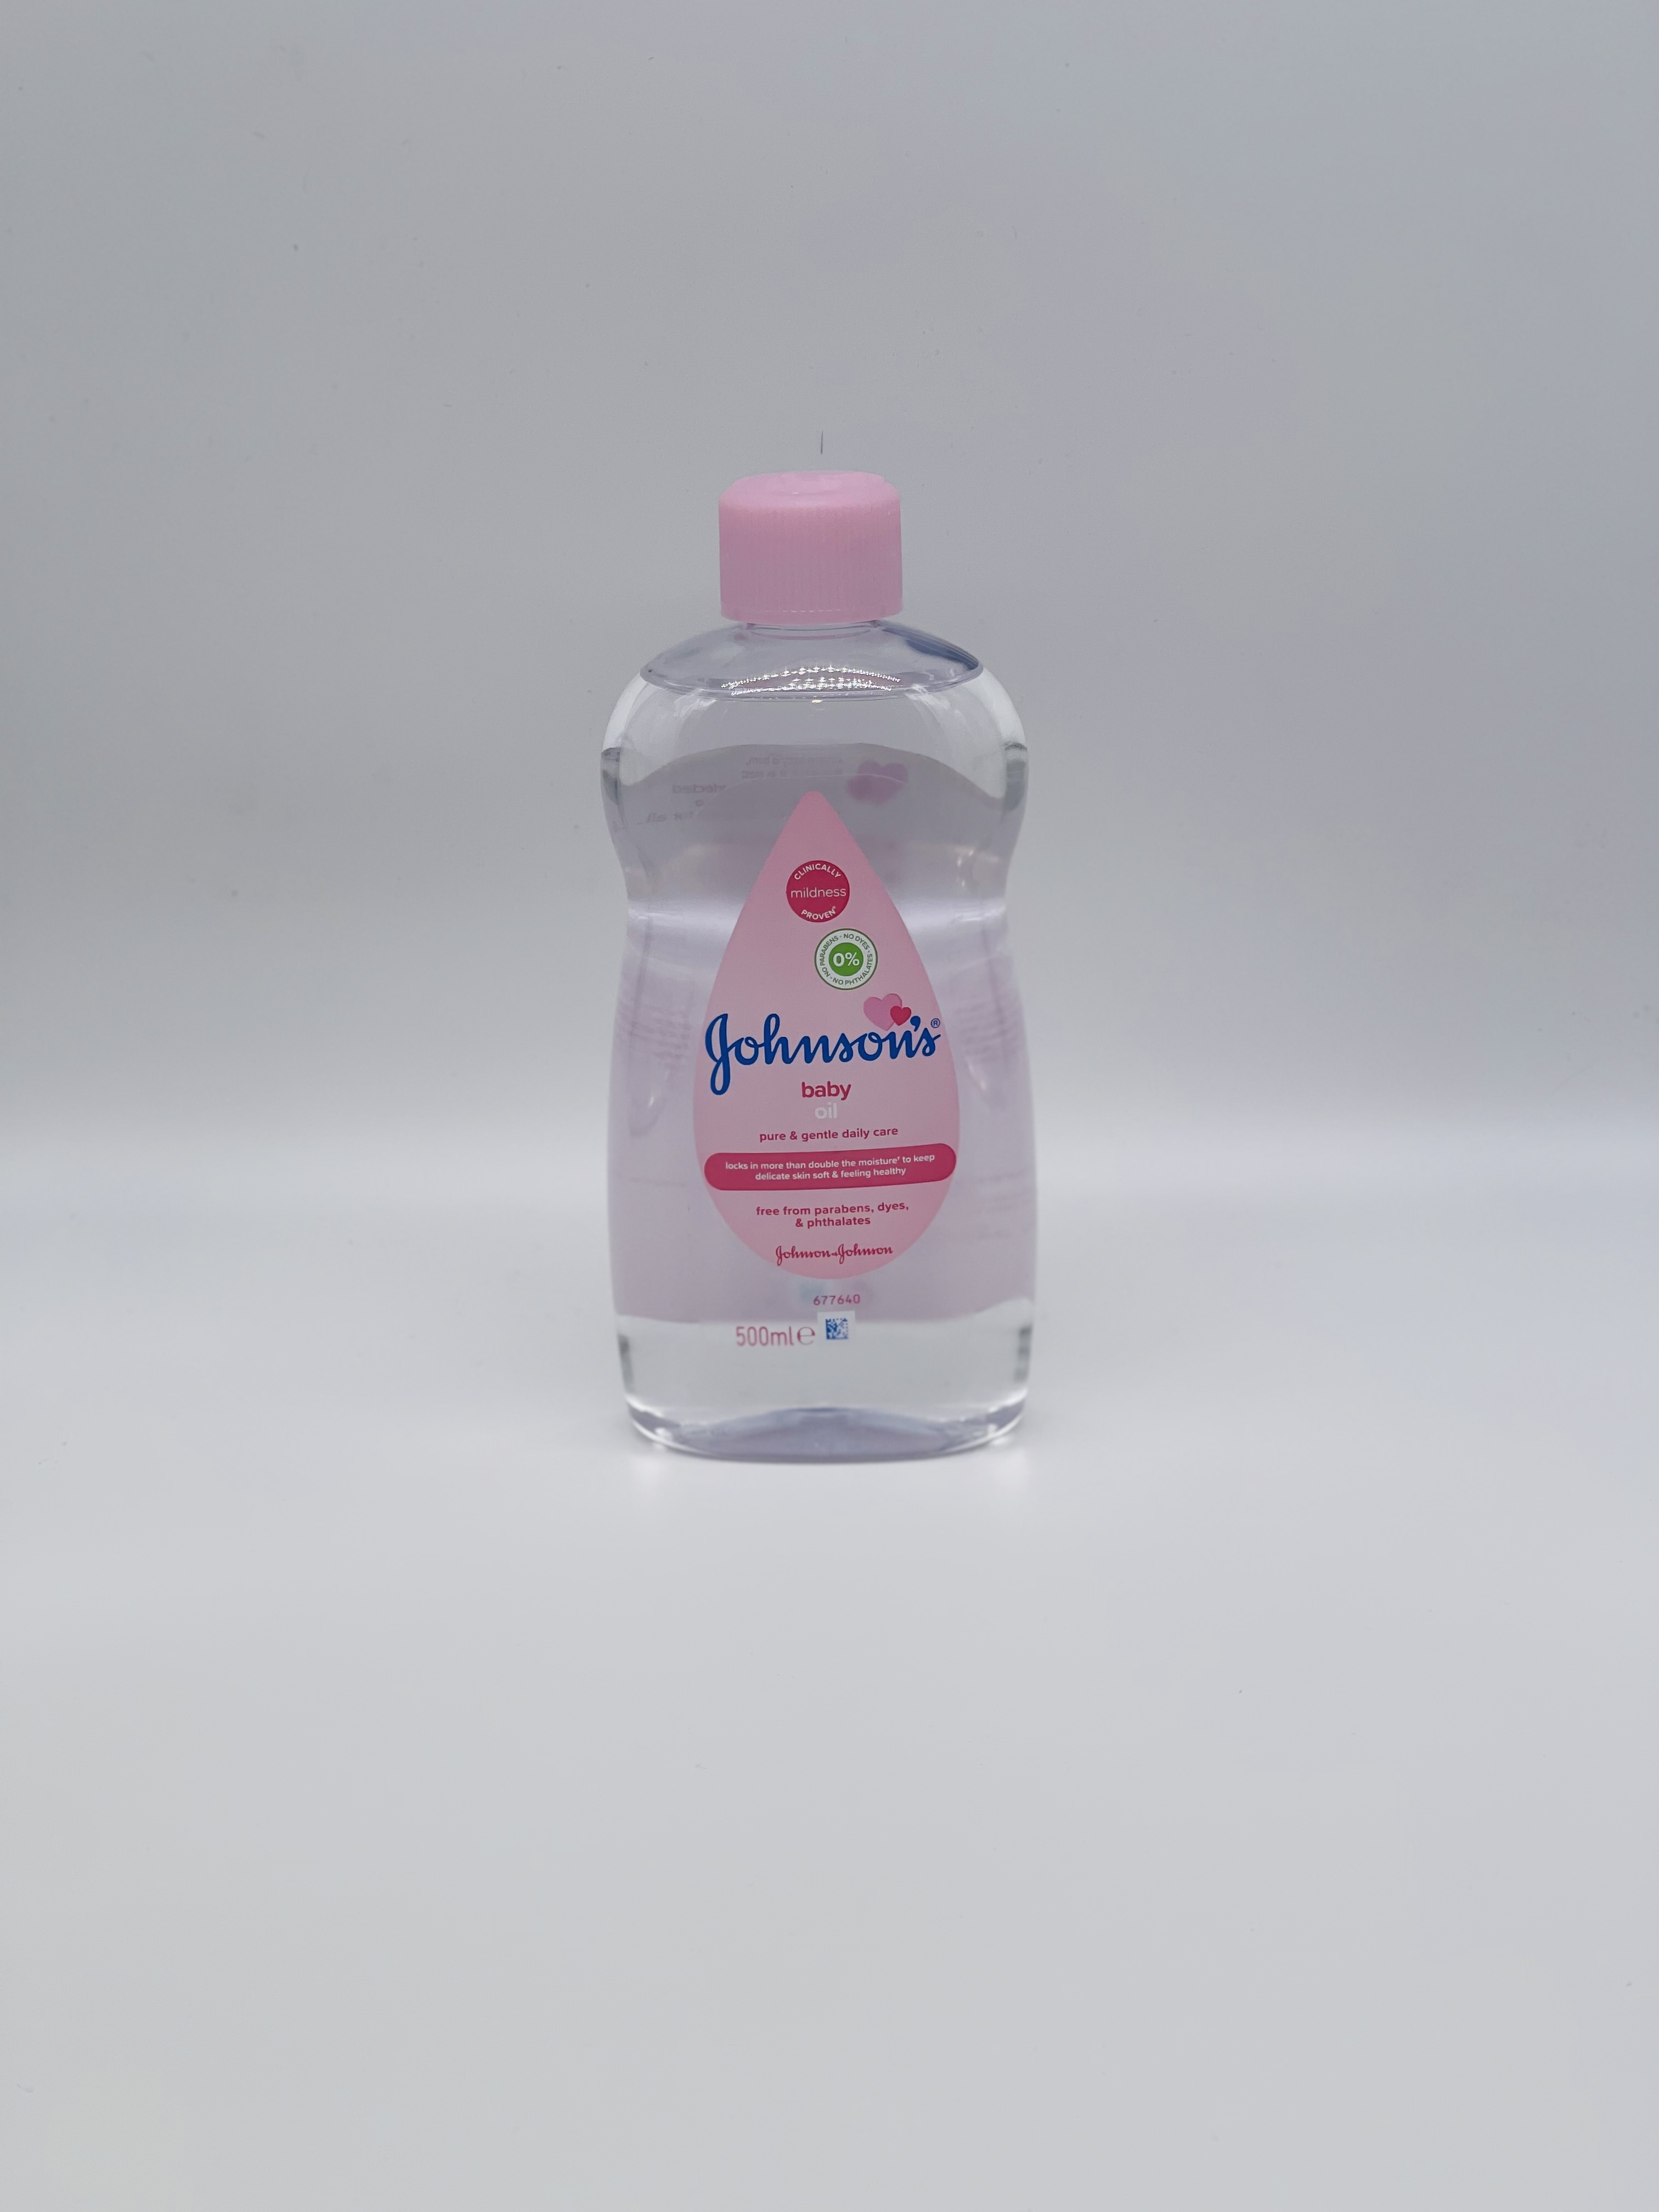 CLINICALLY
mildness
PROVEN
NO PARABENS - NO DYES - NO PHTHALATES -
0%
Johnson's®
baby
oil
pure & gentle daily care
locks in more than double the moisture† to keep
delicate skin soft & feeling healthy
free from parabens, dyes,
& phthalates
Johnson & Johnson
677640
500ml ℮